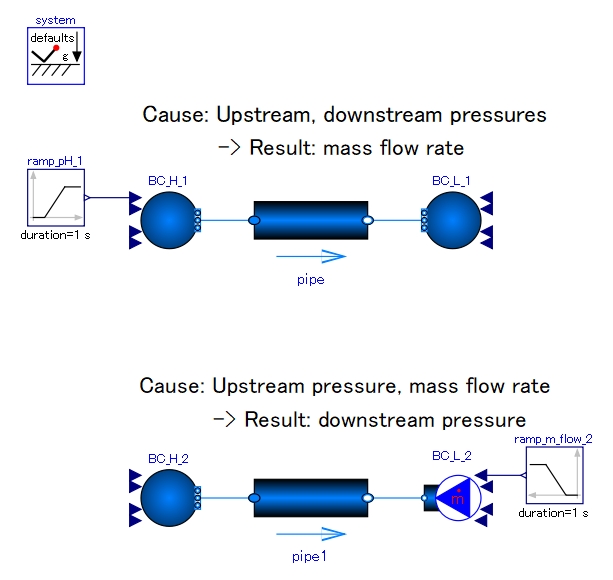 system
defaults
g
Cause: Upstream, downstream pressures
-> Result: mass flow rate
ramp_pH_1
BC_H_1
BC_L_1
duration=1 s
pipe
Cause: Upstream pressure, mass flow rate
-> Result: downstream pressure
ramp_m_flow_2
BC_H_2
BC_L_2
ṁ
duration=1 s
pipe1